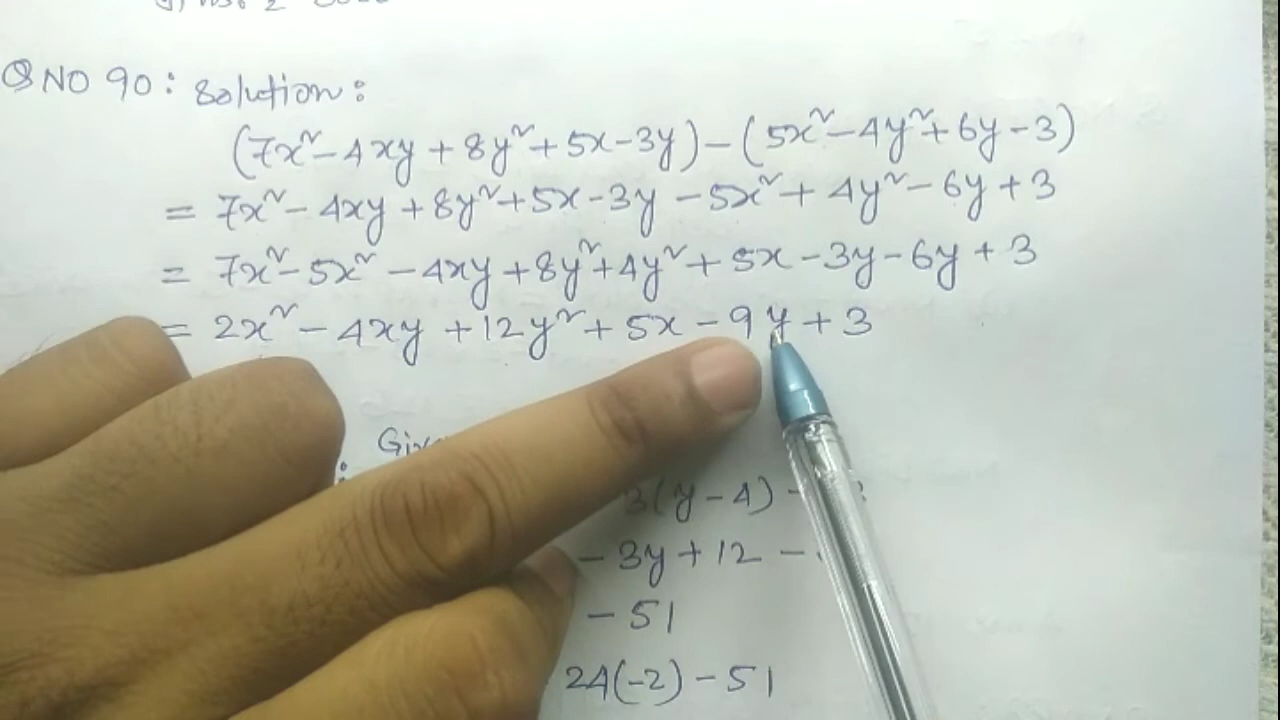 Q NO 90: Solution:
(7x² - 4xy + 8y² + 5x - 3y) - (5x² - 4y² + 6y - 3)
= 7x² - 4xy + 8y² + 5x - 3y - 5x² + 4y² - 6y + 3
= 7x² - 5x² - 4xy + 8y² + 4y² + 5x - 3y - 6y + 3
= 2x² - 4xy + 12y² + 5x - 9y + 3
3(y - 4) -
- 3y + 12 -
- 51
24(-2) - 51